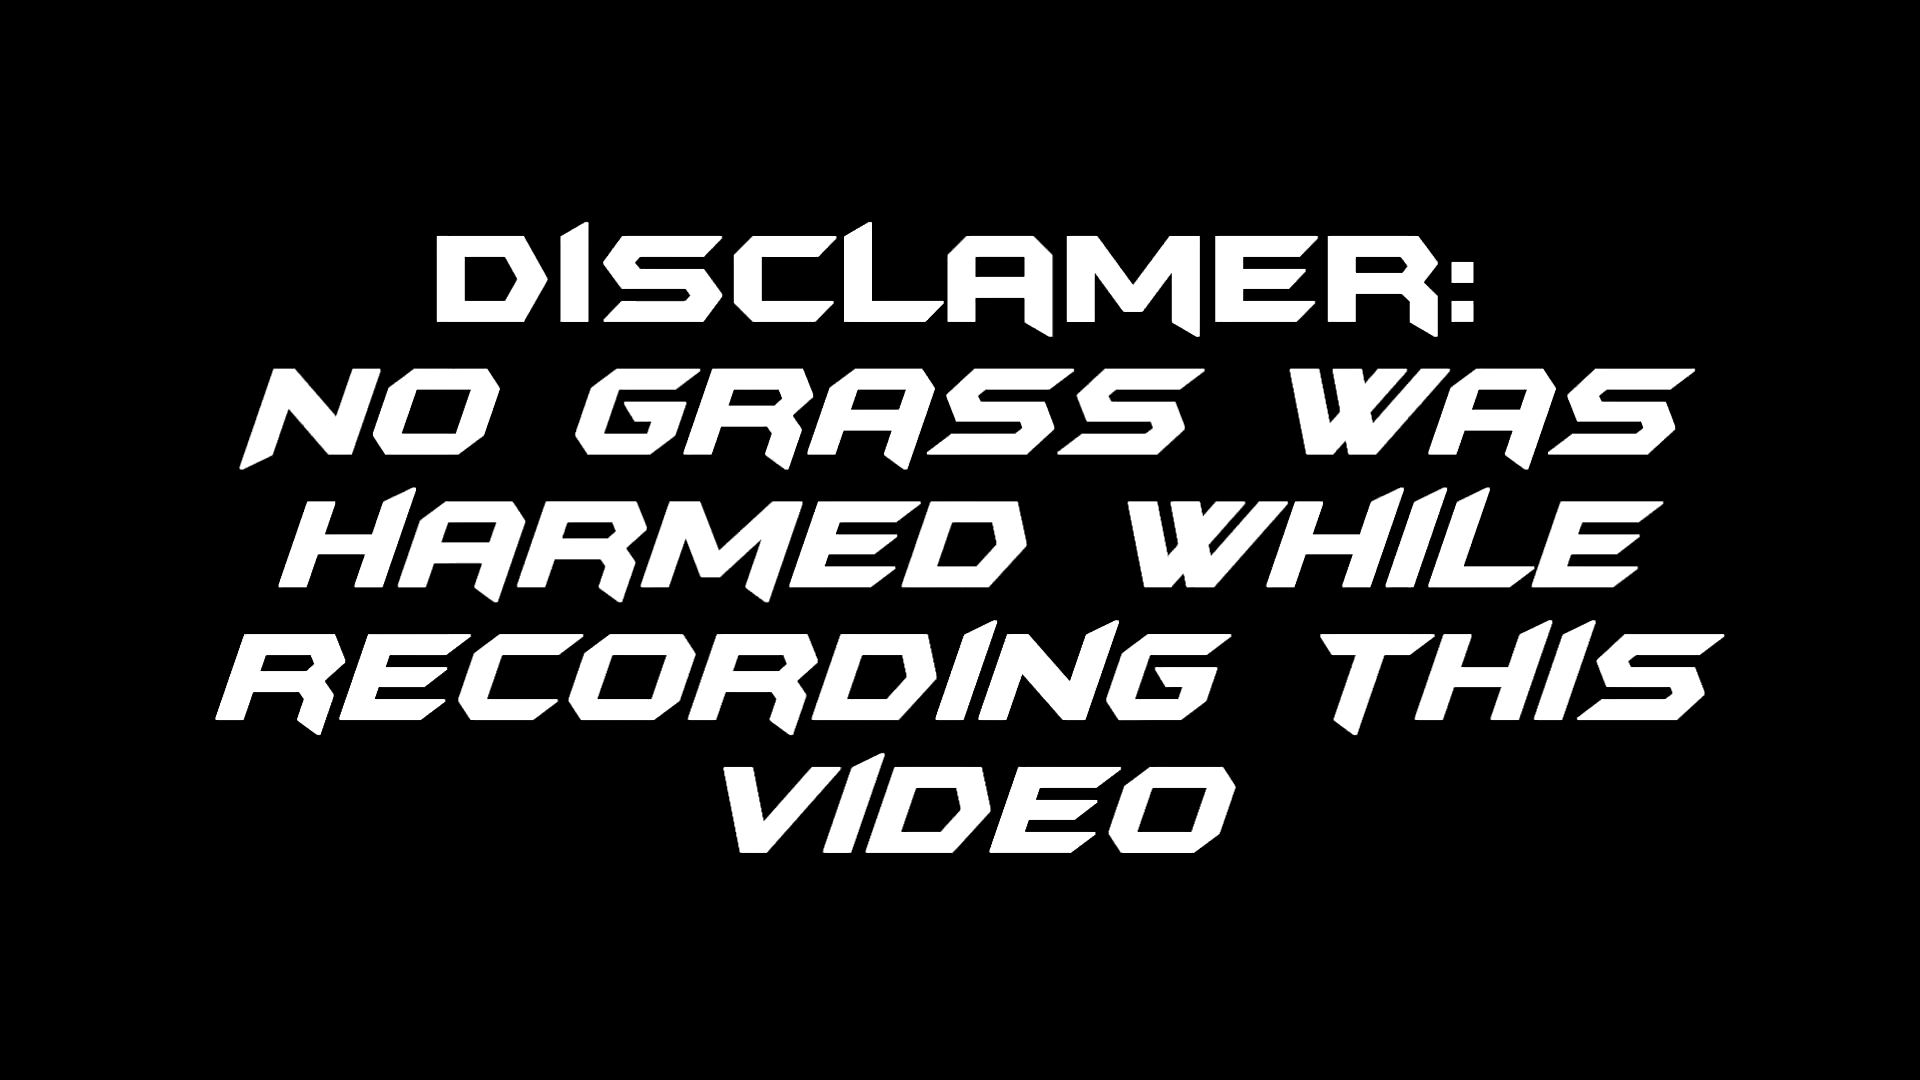 DISCLAMER:
NO GRASS WAS
HARMED WHILE
RECORDING THIS
VIDEO